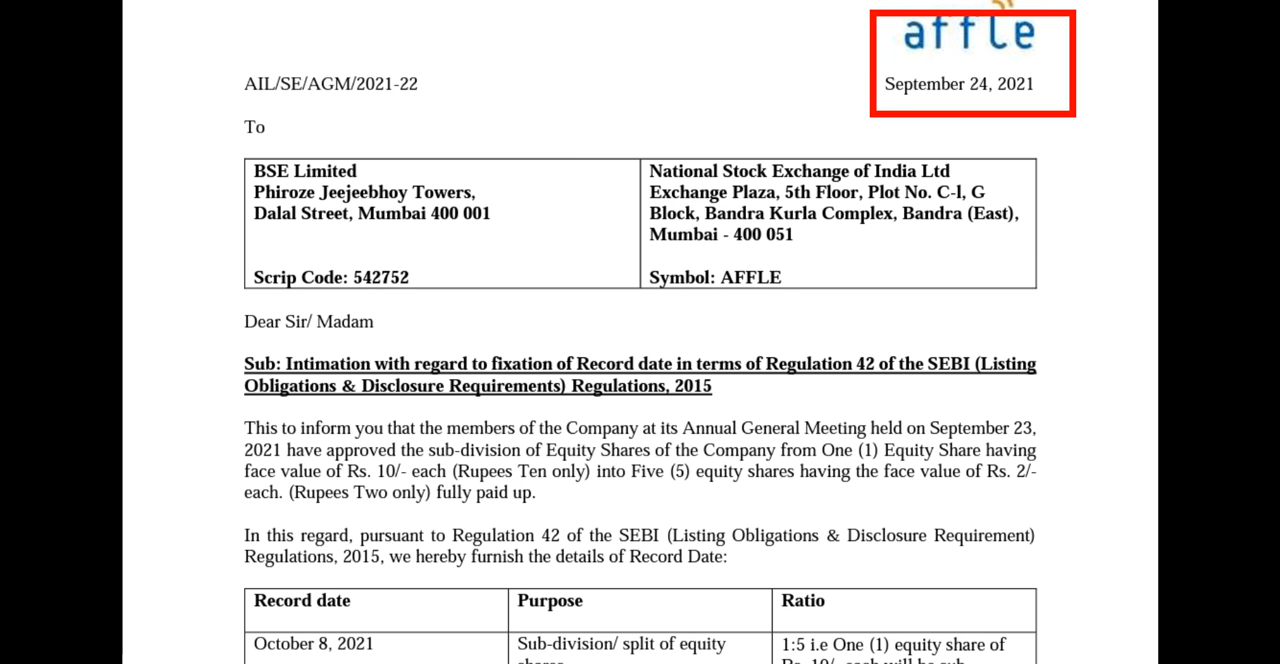 affle
AIL/SE/AGM/2021-22
September 24, 2021
To
BSE Limited
Phiroze Jeejeebhoy Towers,
Dalal Street, Mumbai 400 001
Scrip Code: 542752
National Stock Exchange of India Ltd
Exchange Plaza, 5th Floor, Plot No. C-l, G
Block, Bandra Kurla Complex, Bandra (East),
Mumbai - 400 051
Symbol: AFFLE
Dear Sir/ Madam
Sub: Intimation with regard to fixation of Record date in terms of Regulation 42 of the SEBI (Listing
Obligations & Disclosure Requirements) Regulations, 2015
This to inform you that the members of the Company at its Annual General Meeting held on September 23,
2021 have approved the sub-division of Equity Shares of the Company from One (1) Equity Share having
face value of Rs. 10/- each (Rupees Ten only) into Five (5) equity shares having the face value of Rs. 2/-
each. (Rupees Two only) fully paid up.
In this regard, pursuant to Regulation 42 of the SEBI (Listing Obligations & Disclosure Requirement)
Regulations, 2015, we hereby furnish the details of Record Date:
Record date
Purpose
Ratio
October 8, 2021
Sub-division/ split of equity
1:5 i.e One (1) equity share of